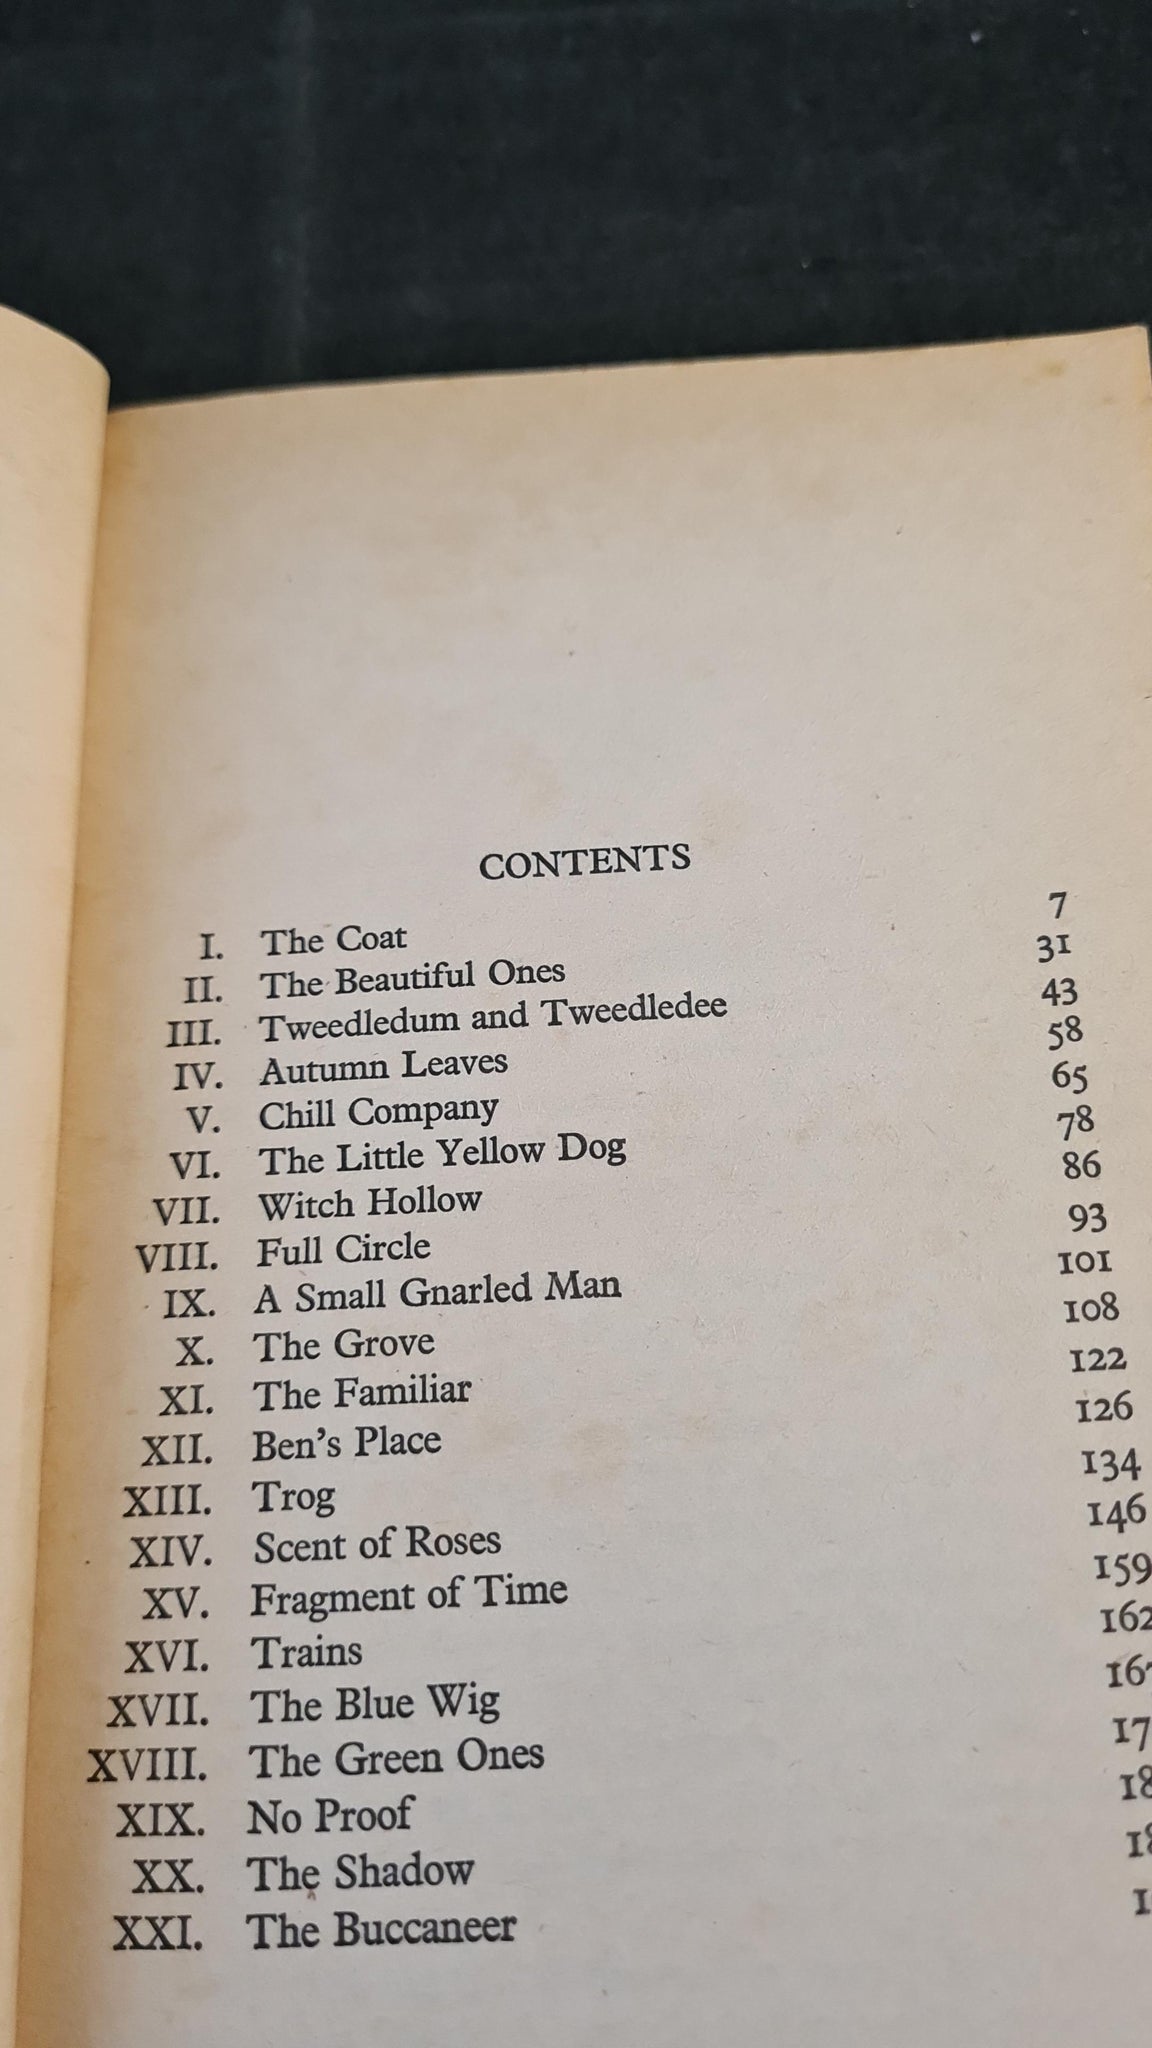 CONTENTS
I. The Coat 7
II. The Beautiful Ones 31
III. Tweedledum and Tweedledee 43
IV. Autumn Leaves 58
V. Chill Company 65
VI. The Little Yellow Dog 78
VII. Witch Hollow 86
VIII. Full Circle 93
IX. A Small Gnarled Man 101
X. The Grove 108
XI. The Familiar 122
XII. Ben's Place 126
XIII. Trog 134
XIV. Scent of Roses 146
XV. Fragment of Time 159
XVI. Trains 162
XVII. The Blue Wig
XVIII. The Green Ones
XIX. No Proof
XX. The Shadow
XXI. The Buccaneer